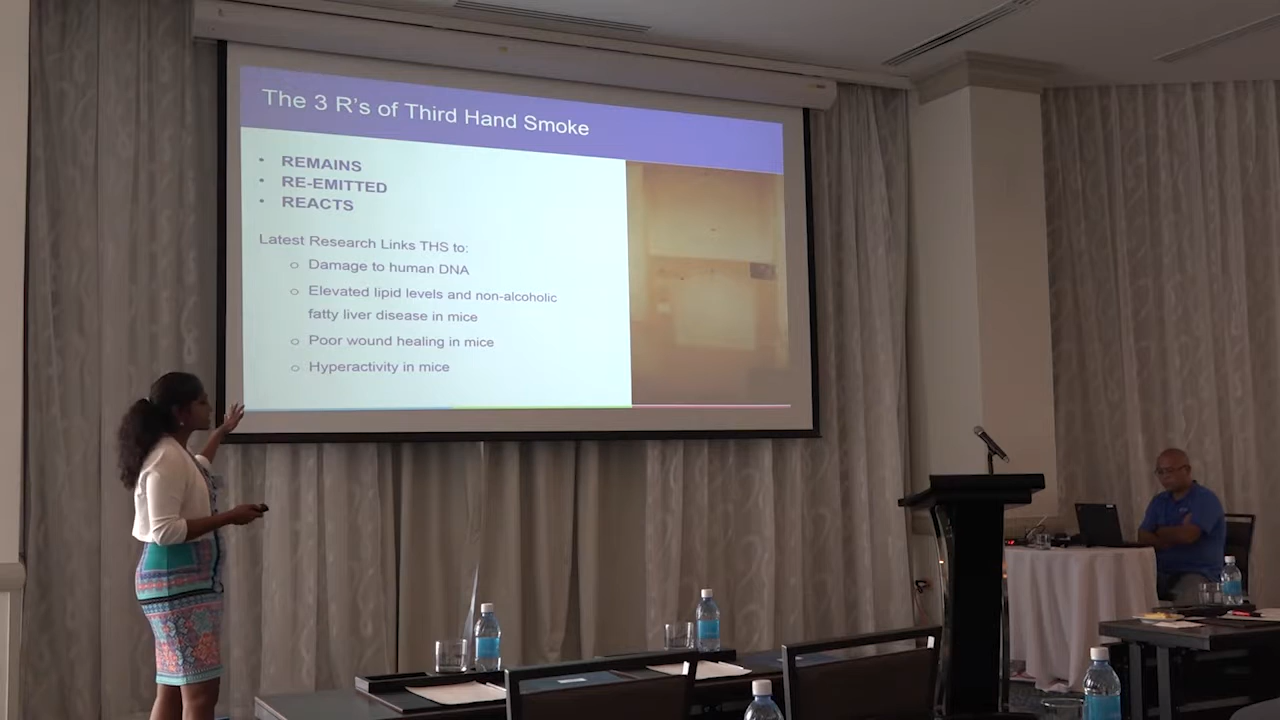 The 3 R's of Third Hand Smoke
• REMAINS
• RE-EMITTED
• REACTS
Latest Research Links THS to:
o Damage to human DNA
o Elevated lipid levels and non-alcoholic
fatty liver disease in mice
o Poor wound healing in mice
o Hyperactivity in mice